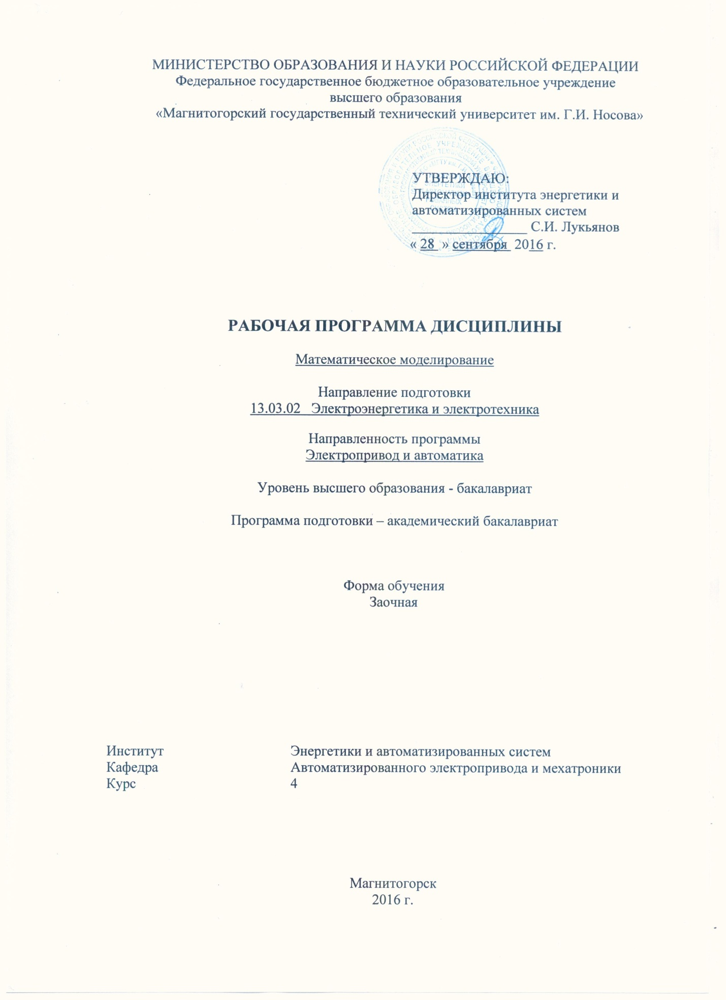 МИНИСТЕРСТВО ОБРАЗОВАНИЯ И НАУКИ РОССИЙСКОЙ ФЕДЕРАЦИИ
Федеральное государственное бюджетное образовательное учреждение
высшего образования
«Магнитогорский государственный технический университет им. Г.И. Носова»
УТВЕРЖДАЮ:
Директор института энергетики и
автоматизированных систем
________________ С.И. Лукьянов
« 28 » сентября 2016 г.
РАБОЧАЯ ПРОГРАММА ДИСЦИПЛИНЫ
Математическое моделирование
Направление подготовки
13.03.02 Электроэнергетика и электротехника
Направленность программы
Электропривод и автоматика
Уровень высшего образования - бакалавриат
Программа подготовки – академический бакалавриат
Форма обучения
Заочная
Институт Энергетики и автоматизированных систем
Кафедра Автоматизированного электропривода и мехатроники
Курс 4
Магнитогорск
2016 г.